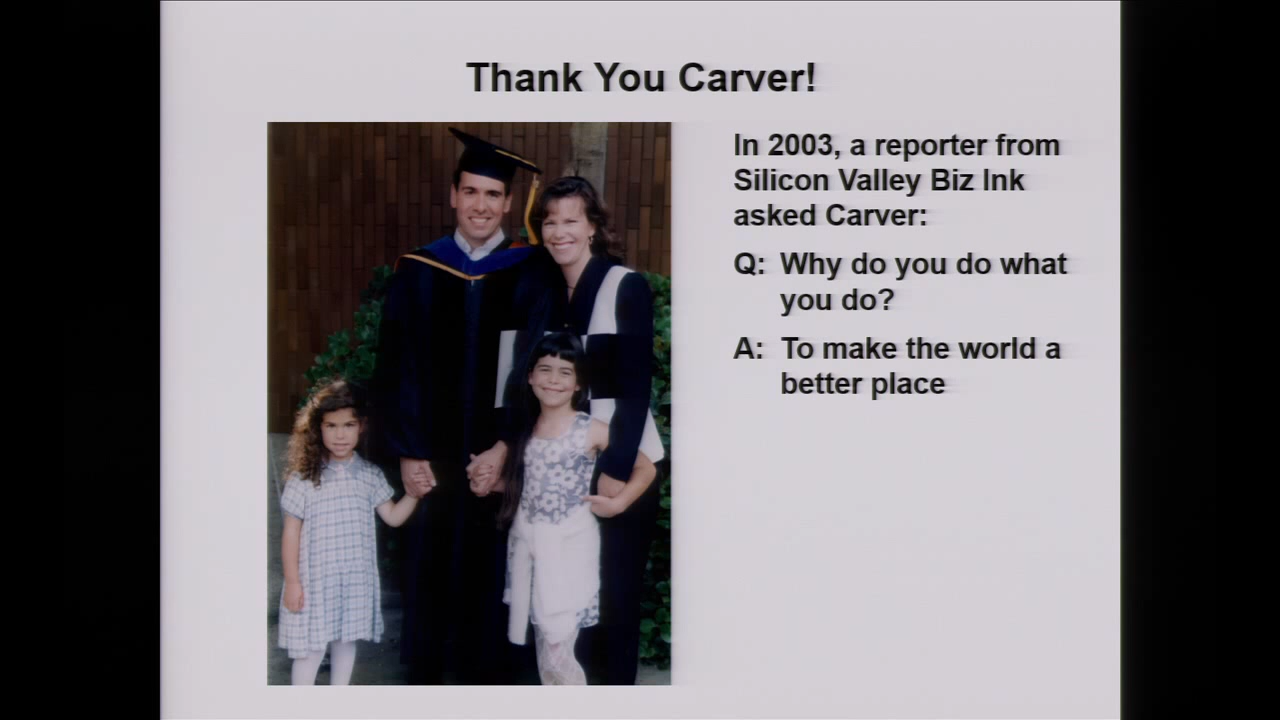 Thank You Carver!
In 2003, a reporter from
Silicon Valley Biz Ink
asked Carver:
Q: Why do you do what
you do?
A: To make the world a
better place